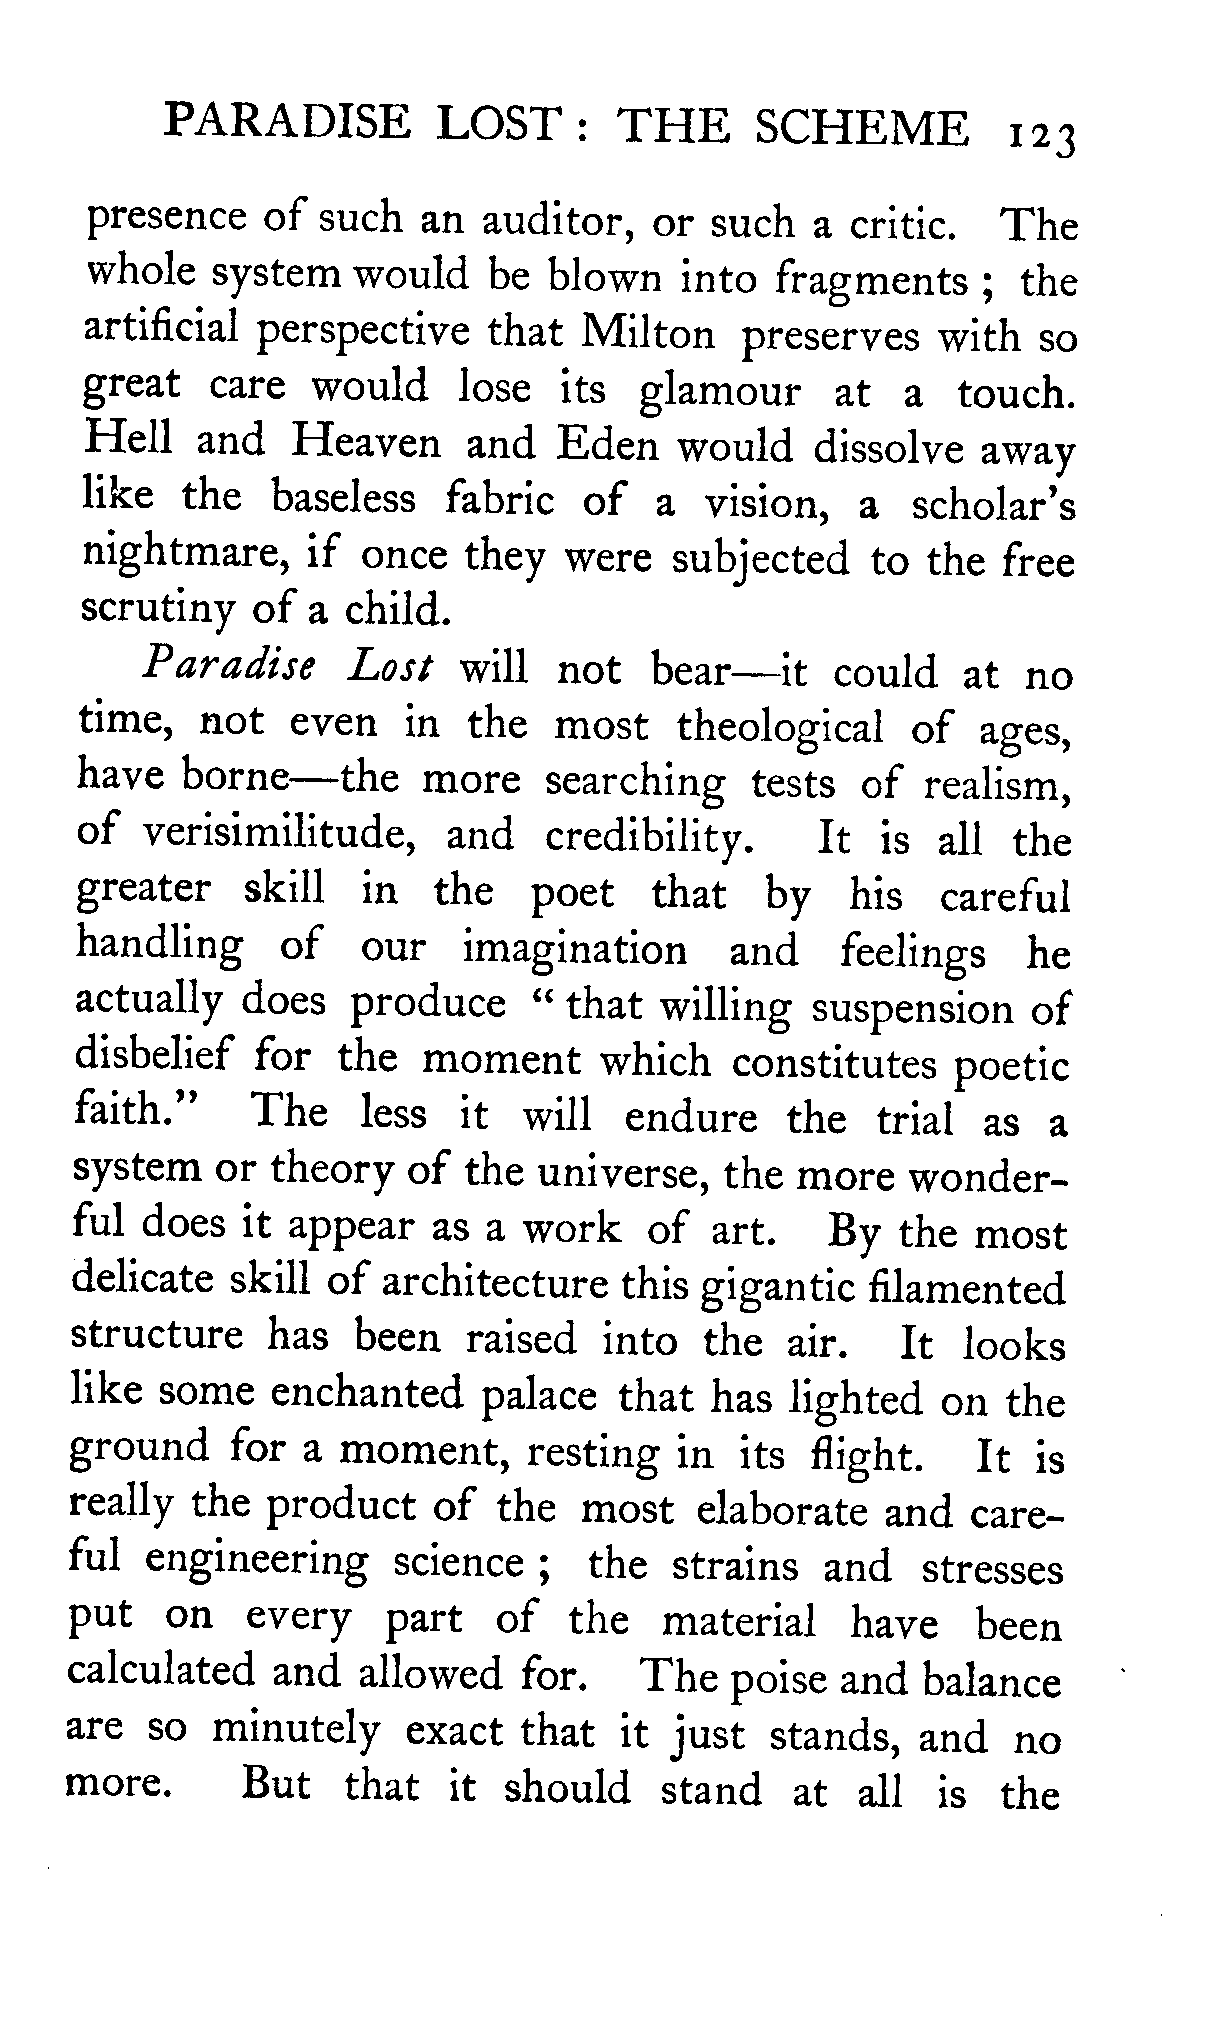 PARADISE LOST : THE SCHEME 123
presence of such an auditor, or such a critic. The
whole system would be blown into fragments ; the
artificial perspective that Milton preserves with so
great care would lose its glamour at a touch.
Hell and Heaven and Eden would dissolve away
like the baseless fabric of a vision, a scholar's
nightmare, if once they were subjected to the free
scrutiny of a child.
Paradise Lost will not bear—it could at no
time, not even in the most theological of ages,
have borne—the more searching tests of realism,
of verisimilitude, and credibility. It is all the
greater skill in the poet that by his careful
handling of our imagination and feelings he
actually does produce “ that willing suspension of
disbelief for the moment which constitutes poetic
faith.” The less it will endure the trial as a
system or theory of the universe, the more wonder-
ful does it appear as a work of art. By the most
delicate skill of architecture this gigantic filamented
structure has been raised into the air. It looks
like some enchanted palace that has lighted on the
ground for a moment, resting in its flight. It is
really the product of the most elaborate and care-
ful engineering science ; the strains and stresses
put on every part of the material have been
calculated and allowed for. The poise and balance
are so minutely exact that it just stands, and no
more. But that it should stand at all is the